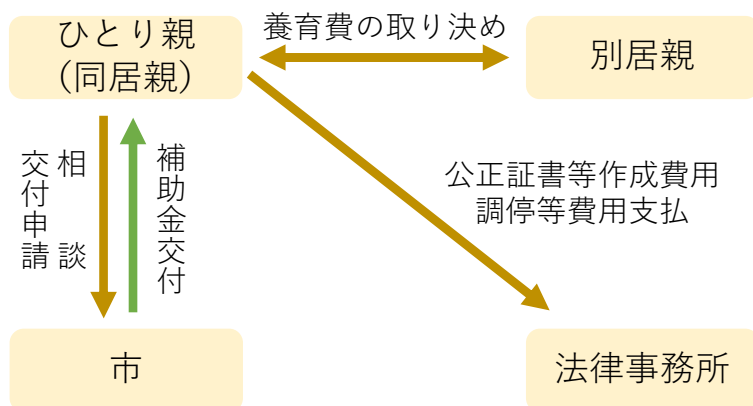 ひとり親
(同居親)
養育費の取り決め
別居親
相談
交付申請
補助金交付
公正証書等作成費用
調停等費用支払
市
法律事務所